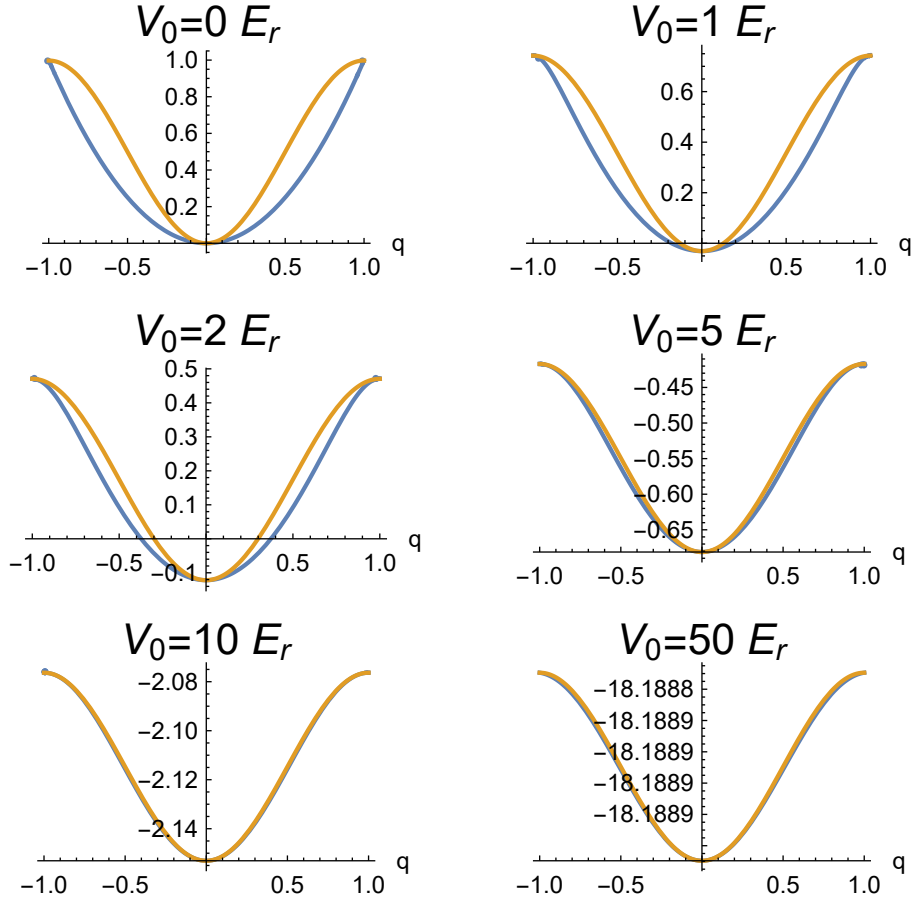 V₀=0 Eᵣ
1.0
0.8
0.6
0.4
0.2
−1.0 −0.5 0.5 1.0 q
V₀=1 Eᵣ
0.6
0.4
0.2
−1.0 −0.5 0.5 1.0 q
V₀=2 Eᵣ
0.5
0.4
0.3
0.2
0.1
−0.1
−1.0 −0.5 0.5 1.0 q
V₀=5 Eᵣ
−0.45
−0.50
−0.55
−0.60
−0.65
−1.0 −0.5 0.5 1.0 q
V₀=10 Eᵣ
−2.08
−2.10
−2.12
−2.14
−1.0 −0.5 0.5 1.0 q
V₀=50 Eᵣ
−18.1888
−18.1889
−18.1889
−18.1889
−18.1889
−1.0 −0.5 0.5 1.0 q